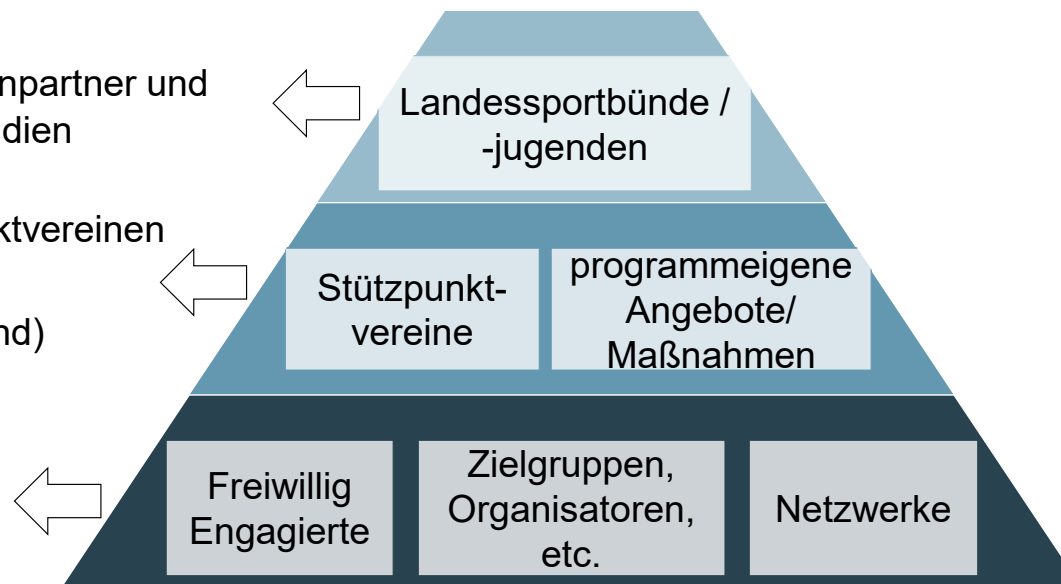 npartner und
dien
Landessportbünde /
-jugenden
ktvereinen
nd)
Stützpunkt-
vereine
programmeigene
Angebote/
Maßnahmen
Freiwillig
Engagierte
Zielgruppen,
Organisatoren,
etc.
Netzwerke